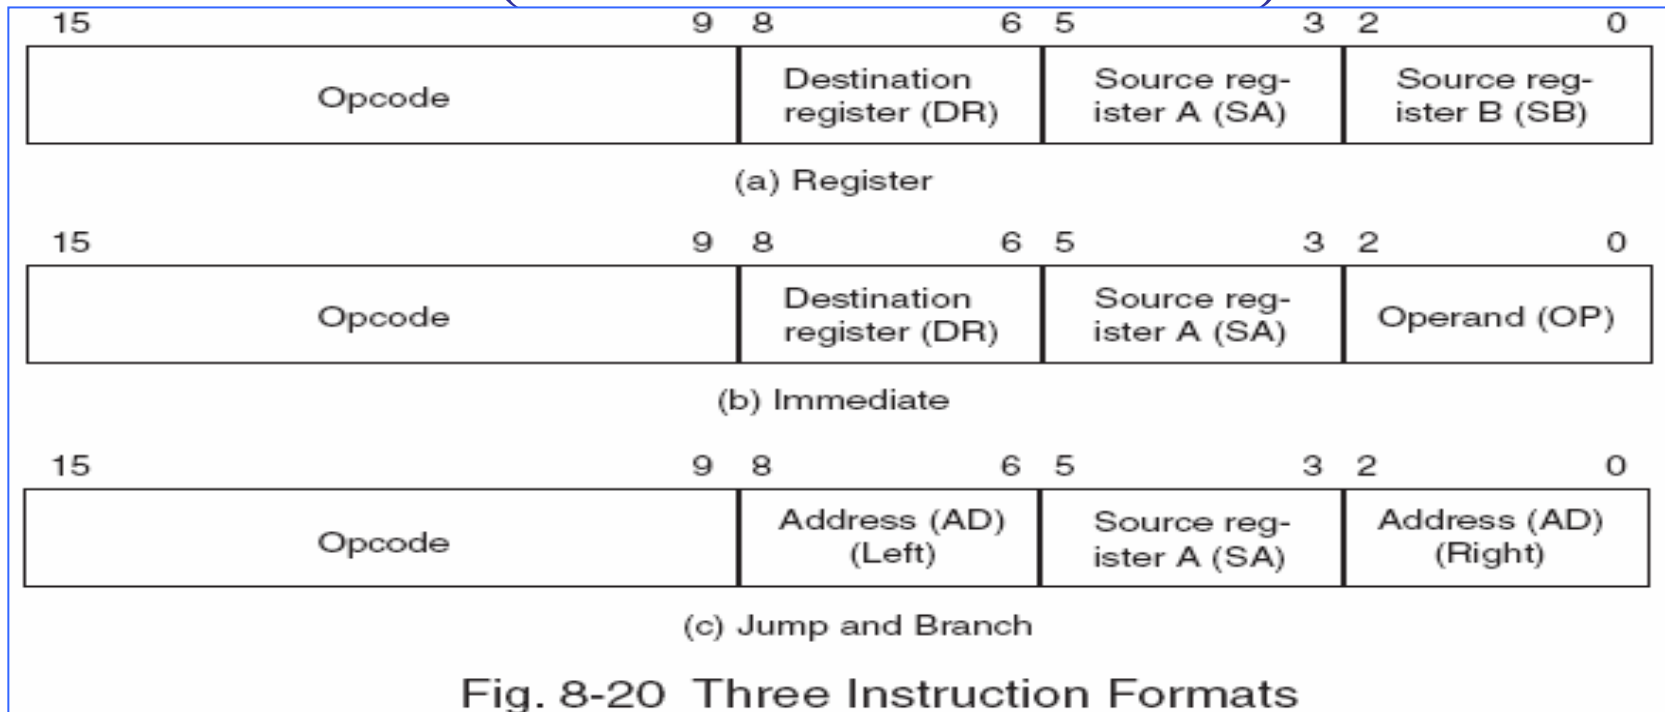 15 9 8 6 5 3 2 0
Opcode Destination register (DR) Source reg- ister A (SA) Source reg- ister B (SB)
(a) Register
15 9 8 6 5 3 2 0
Opcode Destination register (DR) Source reg- ister A (SA) Operand (OP)
(b) Immediate
15 9 8 6 5 3 2 0
Opcode Address (AD) (Left) Source reg- ister A (SA) Address (AD) (Right)
(c) Jump and Branch
Fig. 8-20 Three Instruction Formats